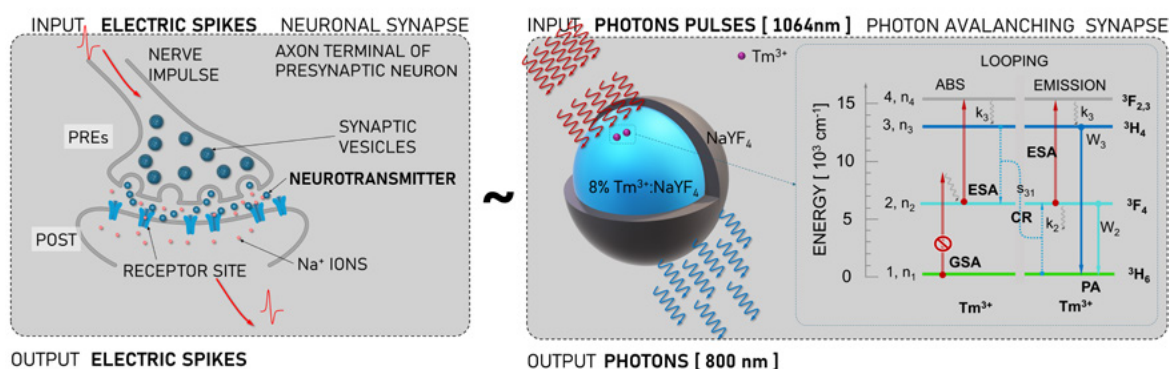 INPUT ELECTRIC SPIKES NEURONAL SYNAPSE
NERVE
IMPULSE
AXON TERMINAL OF
PRESYNAPTIC NEURON
PREs
SYNAPTIC
VESICLES
NEUROTRANSMITTER
POST
RECEPTOR SITE
Na⁺ IONS
OUTPUT ELECTRIC SPIKES
~
INPUT PHOTONS PULSES [ 1064nm ] PHOTON AVALANCHING SYNAPSE
Tm³⁺
NaYF₄
8% Tm³⁺:NaYF₄
LOOPING
ABS
EMISSION
ENERGY [10³ cm⁻¹]
15
10
5
0
4, n₄
3, n₃
2, n₂
1, n₁
k₃
k₃
³F₂,₃
³H₄
W₃
ESA
ESA
s₃₁
CR
k₂
³F₄
W₂
GSA
PA
³H₆
Tm³⁺
Tm³⁺
OUTPUT PHOTONS [ 800 nm ]